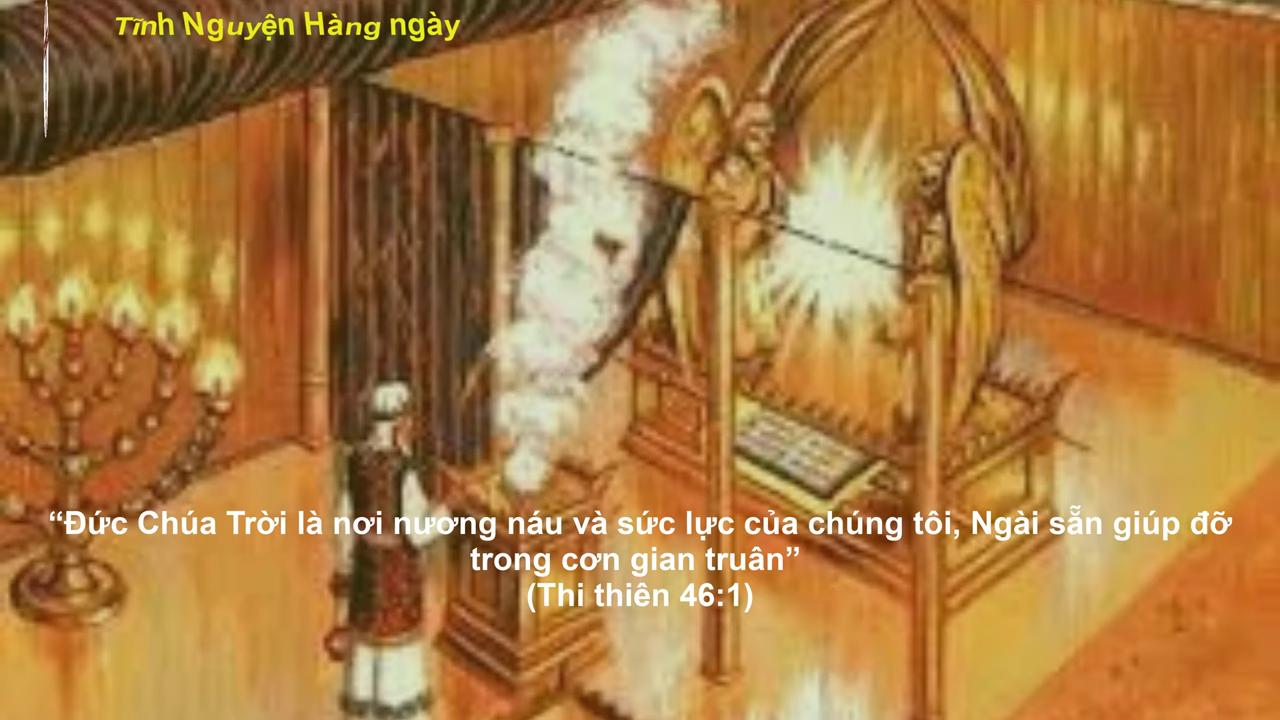 Tĩnh Nguyện Hàng ngày
“Đức Chúa Trời là nơi nương náu và sức lực của chúng tôi, Ngài sẵn giúp đỡ
trong cơn gian truân”
(Thi thiên 46:1)